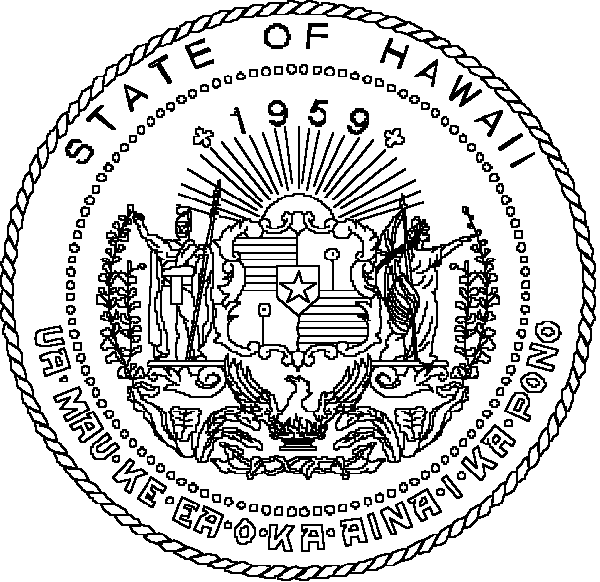 STATE OF HAWAII
1959
UA'MAU·KE·EA·O·KA·AINA·I·KA·PONO